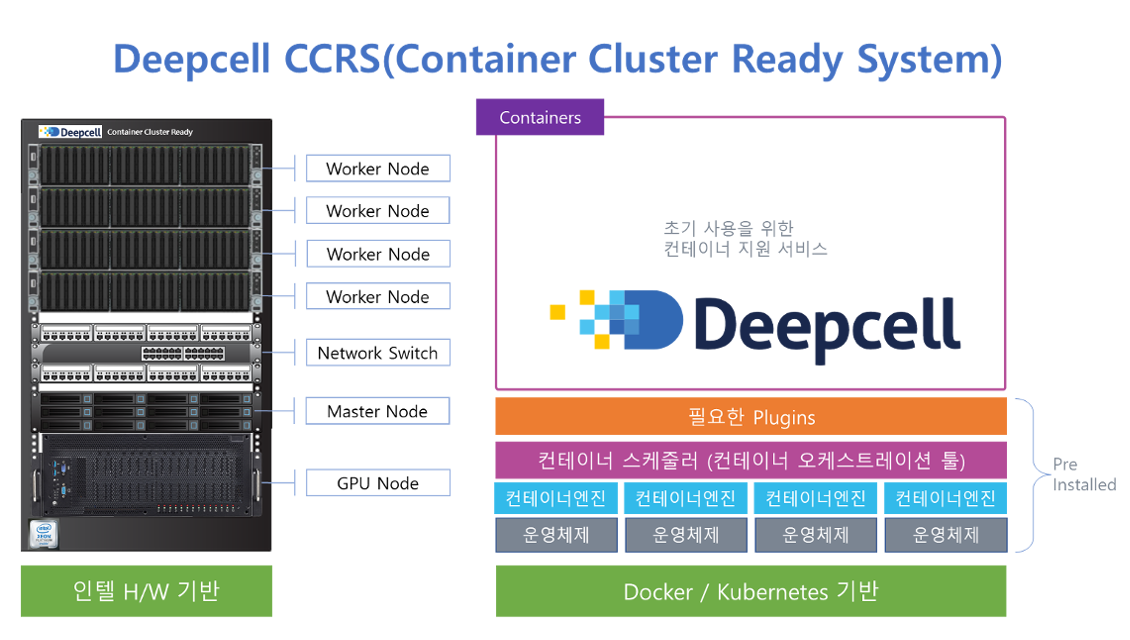 Deepcell CCRS(Container Cluster Ready System)
Deepcell Container Cluster Ready
Worker Node
Worker Node
Worker Node
Worker Node
Network Switch
Master Node
GPU Node
intel
XEON
인텔 H/W 기반
Containers
초기 사용을 위한
컨테이너 지원 서비스
Deepcell
필요한 Plugins
컨테이너 스케줄러 (컨테이너 오케스트레이션 툴)
컨테이너엔진 컨테이너엔진 컨테이너엔진 컨테이너엔진
운영체제 운영체제 운영체제 운영체제
Pre
Installed
Docker / Kubernetes 기반